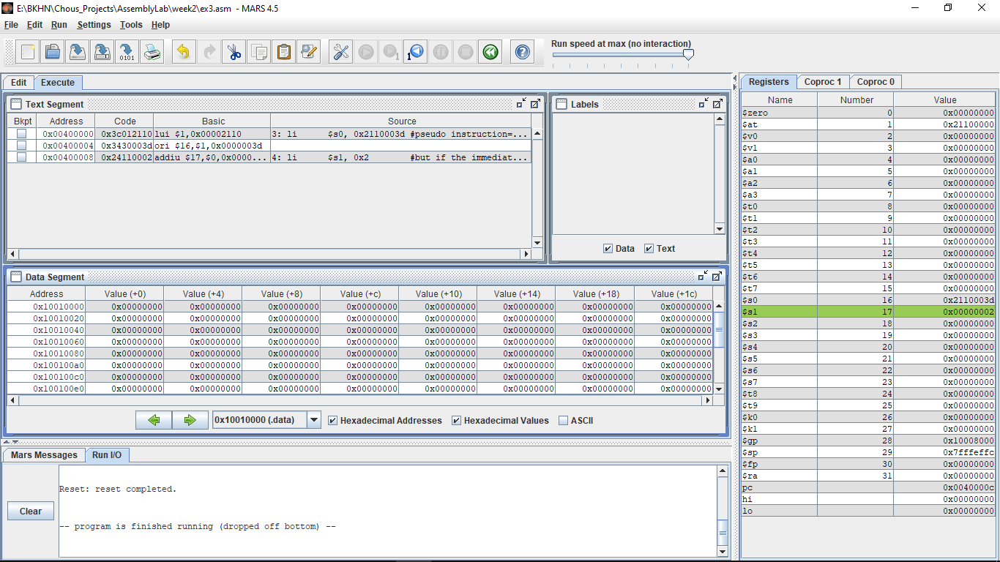 E:\BKHN\Chous_Projects\AssemblyLab\week2\ex3.asm - MARS 4.5
File Edit Run Settings Tools Help
Run speed at max (no interaction)
Edit Execute
Text Segment
Bkpt Address Code Basic Source
0x00400000 0x3c012110 lui $1,0x00002110 3: li $s0, 0x2110003d #pseudo instruction=...
0x00400004 0x3430003d ori $16,$1,0x0000003d
0x00400008 0x24110002 addiu $17,$0,0x0000... 4: li $s1, 0x2 #but if the immediat...
Labels
Data Text
Data Segment
Address Value (+0) Value (+4) Value (+8) Value (+c) Value (+10) Value (+14) Value (+18) Value (+1c)
0x10010000 0x00000000 0x00000000 0x00000000 0x00000000 0x00000000 0x00000000 0x00000000 0x00000000
0x10010020 0x00000000 0x00000000 0x00000000 0x00000000 0x00000000 0x00000000 0x00000000 0x00000000
0x10010040 0x00000000 0x00000000 0x00000000 0x00000000 0x00000000 0x00000000 0x00000000 0x00000000
0x10010060 0x00000000 0x00000000 0x00000000 0x00000000 0x00000000 0x00000000 0x00000000 0x00000000
0x10010080 0x00000000 0x00000000 0x00000000 0x00000000 0x00000000 0x00000000 0x00000000 0x00000000
0x100100a0 0x00000000 0x00000000 0x00000000 0x00000000 0x00000000 0x00000000 0x00000000 0x00000000
0x100100c0 0x00000000 0x00000000 0x00000000 0x00000000 0x00000000 0x00000000 0x00000000 0x00000000
0x100100e0 0x00000000 0x00000000 0x00000000 0x00000000 0x00000000 0x00000000 0x00000000 0x00000000
0x10010000 (.data) Hexadecimal Addresses Hexadecimal Values ASCII
Mars Messages Run I/O
Reset: reset completed.
Clear
-- program is finished running (dropped off bottom) --
Registers Coproc 1 Coproc 0
Name Number Value
$zero 0 0x00000000
$at 1 0x21100000
$v0 2 0x00000000
$v1 3 0x00000000
$a0 4 0x00000000
$a1 5 0x00000000
$a2 6 0x00000000
$a3 7 0x00000000
$t0 8 0x00000000
$t1 9 0x00000000
$t2 10 0x00000000
$t3 11 0x00000000
$t4 12 0x00000000
$t5 13 0x00000000
$t6 14 0x00000000
$t7 15 0x00000000
$s0 16 0x2110003d
$s1 17 0x00000002
$s2 18 0x00000000
$s3 19 0x00000000
$s4 20 0x00000000
$s5 21 0x00000000
$s6 22 0x00000000
$s7 23 0x00000000
$t8 24 0x00000000
$t9 25 0x00000000
$k0 26 0x00000000
$k1 27 0x00000000
$gp 28 0x10008000
$sp 29 0x7fffeffc
$fp 30 0x00000000
$ra 31 0x00000000
pc 0x0040000c
hi 0x00000000
lo 0x00000000